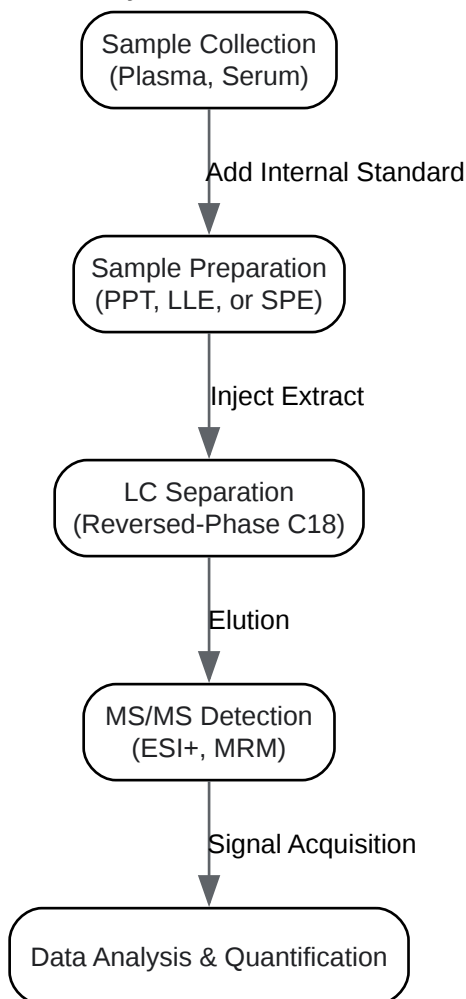 Sample Collection
(Plasma, Serum)
Add Internal Standard
Sample Preparation
(PPT, LLE, or SPE)
Inject Extract
LC Separation
(Reversed-Phase C18)
Elution
MS/MS Detection
(ESI+, MRM)
Signal Acquisition
Data Analysis & Quantification